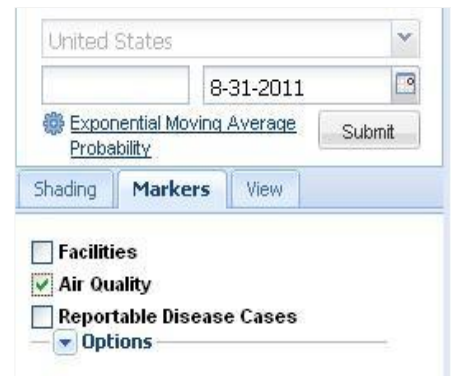 United States
8-31-2011
Exponential Moving Average
Probability
Submit
Shading Markers View
Facilities
Air Quality
Reportable Disease Cases
Options